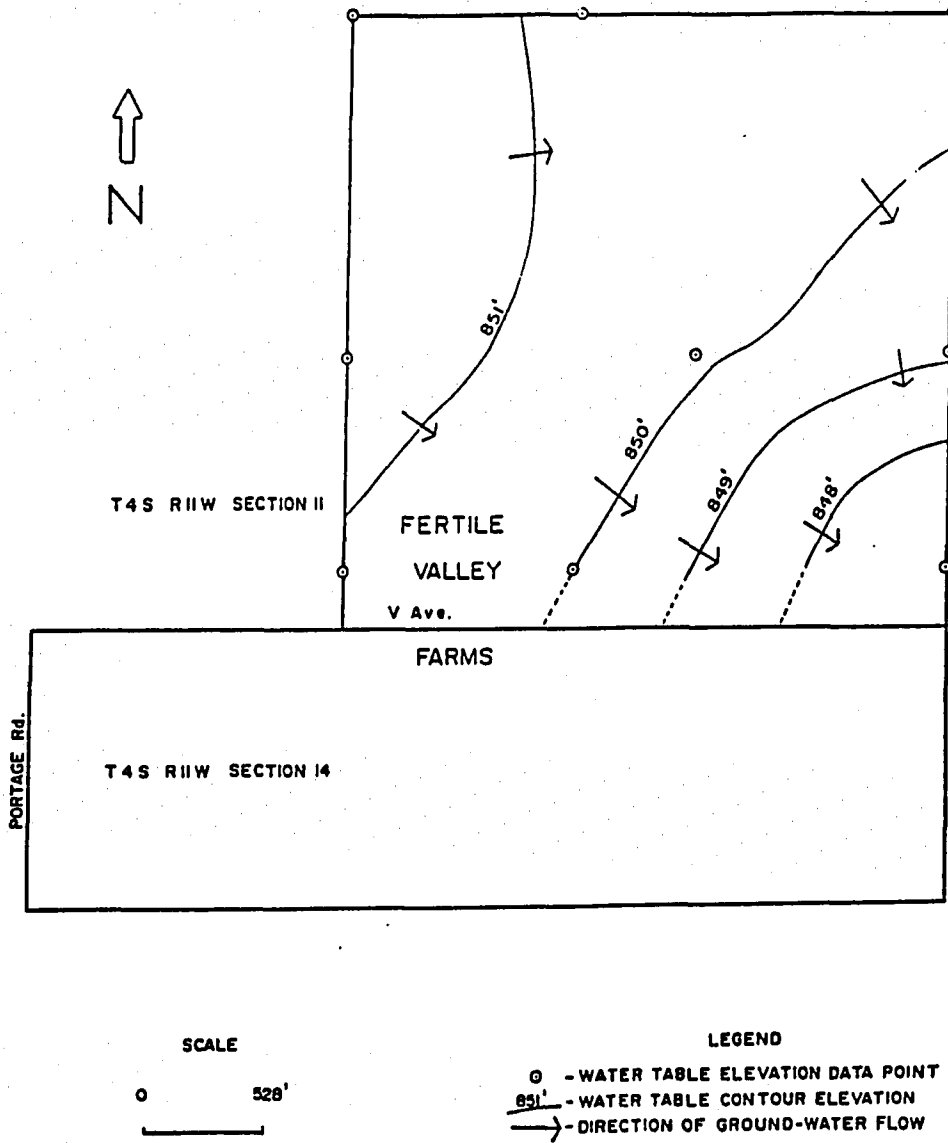 N
851'
850'
849'
848'
T4S R11W SECTION 11
FERTILE
VALLEY
V Ave.
FARMS
PORTAGE Rd.
T4S R11W SECTION 14
SCALE
0 528'
LEGEND
- WATER TABLE ELEVATION DATA POINT
851' - WATER TABLE CONTOUR ELEVATION
- DIRECTION OF GROUND-WATER FLOW